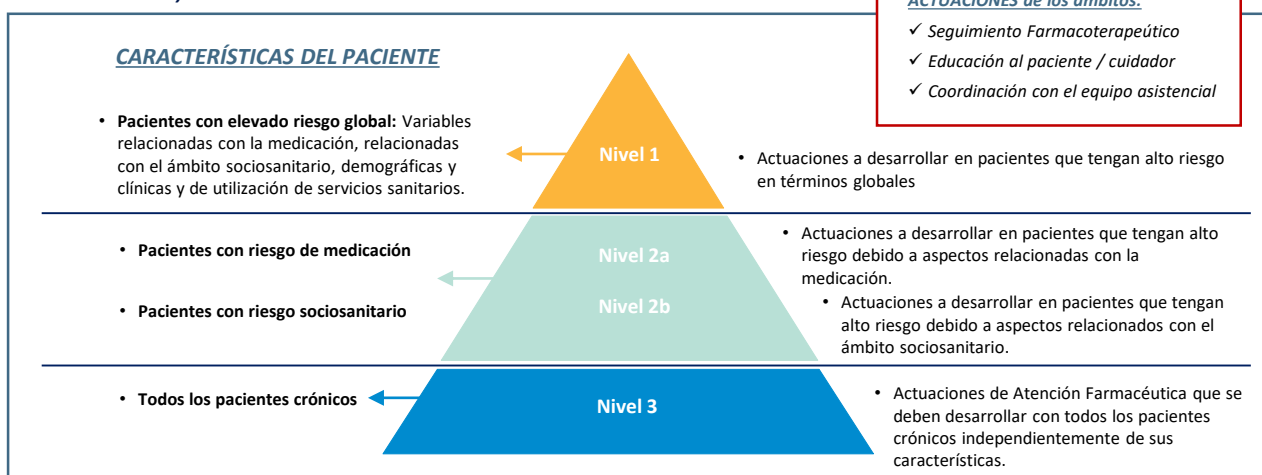 ACTUACIONES de los ámbitos:
✓ Seguimiento Farmacoterapéutico
✓ Educación al paciente / cuidador
✓ Coordinación con el equipo asistencial
CARACTERÍSTICAS DEL PACIENTE
• Pacientes con elevado riesgo global: Variables
relacionadas con la medicación, relacionadas
con el ámbito sociosanitario, demográficas y
clínicas y de utilización de servicios sanitarios.
Nivel 1
• Actuaciones a desarrollar en pacientes que tengan alto riesgo
en términos globales
• Pacientes con riesgo de medicación
• Pacientes con riesgo sociosanitario
Nivel 2a
Nivel 2b
• Actuaciones a desarrollar en pacientes que tengan alto
riesgo debido a aspectos relacionadas con la
medicación.
• Actuaciones a desarrollar en pacientes que tengan
alto riesgo debido a aspectos relacionados con el
ámbito sociosanitario.
• Todos los pacientes crónicos
Nivel 3
• Actuaciones de Atención Farmacéutica que se
deben desarrollar con todos los pacientes
crónicos independientemente de sus
características.